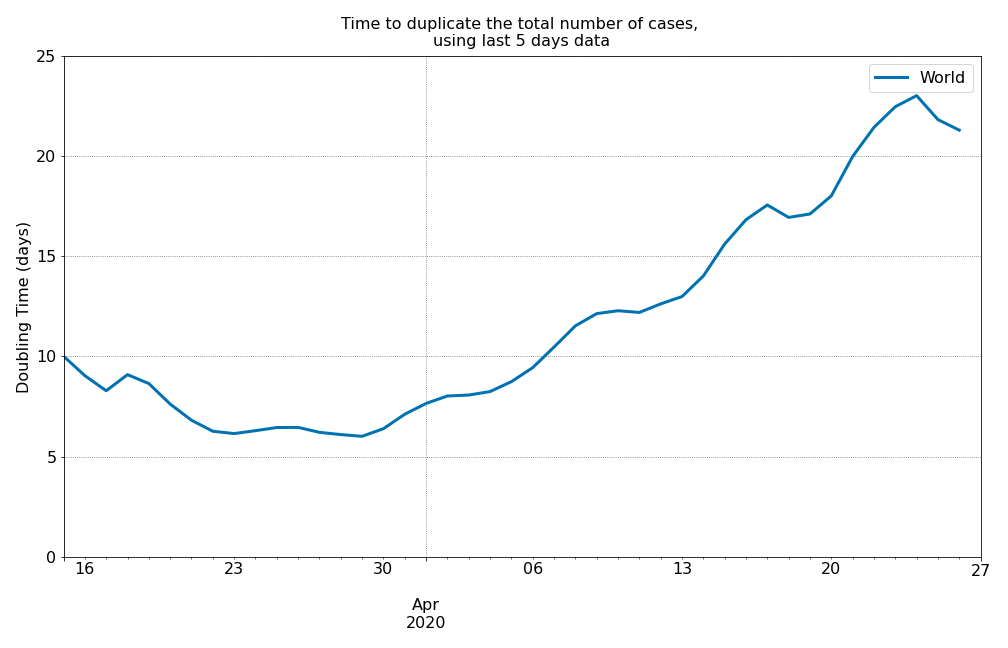 Time to duplicate the total number of cases,
using last 5 days data
World
Doubling Time (days)
25
20
15
10
5
0
16 23 30 06 13 20 27
Apr
2020